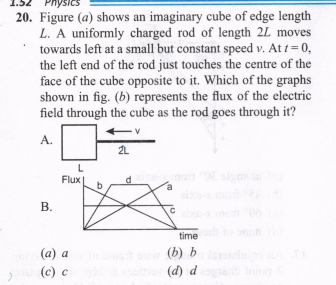 1.52 Physics
20. Figure (a) shows an imaginary cube of edge length
L. A uniformly charged rod of length 2L moves
towards left at a small but constant speed v. At t = 0,
the left end of the rod just touches the centre of the
face of the cube opposite to it. Which of the graphs
shown in fig. (b) represents the flux of the electric
field through the cube as the rod goes through it?
A.
v
2L
L
Flux
b
d
a
B.
c
time
(a) a (b) b
(c) c (d) d